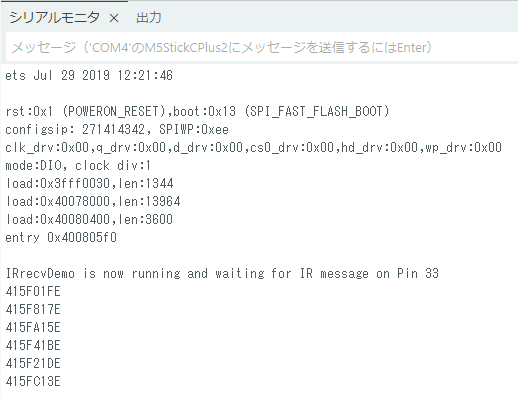 シリアルモニタ × 出力
メッセージ（'COM4'のM5StickCPlus2にメッセージを送信するにはEnter）
ets Jul 29 2019 12:21:46
rst:0x1 (POWERON_RESET),boot:0x13 (SPI_FAST_FLASH_BOOT)
configsip: 271414342, SPIWP:0xee
clk_drv:0x00,q_drv:0x00,d_drv:0x00,cs0_drv:0x00,hd_drv:0x00,wp_drv:0x00
mode:DIO, clock div:1
load:0x3fff0030,len:1344
load:0x40078000,len:13964
load:0x40080400,len:3600
entry 0x400805f0
IRrecvDemo is now running and waiting for IR message on Pin 33
415F01FE
415F817E
415FA15E
415F41BE
415F21DE
415FC13E